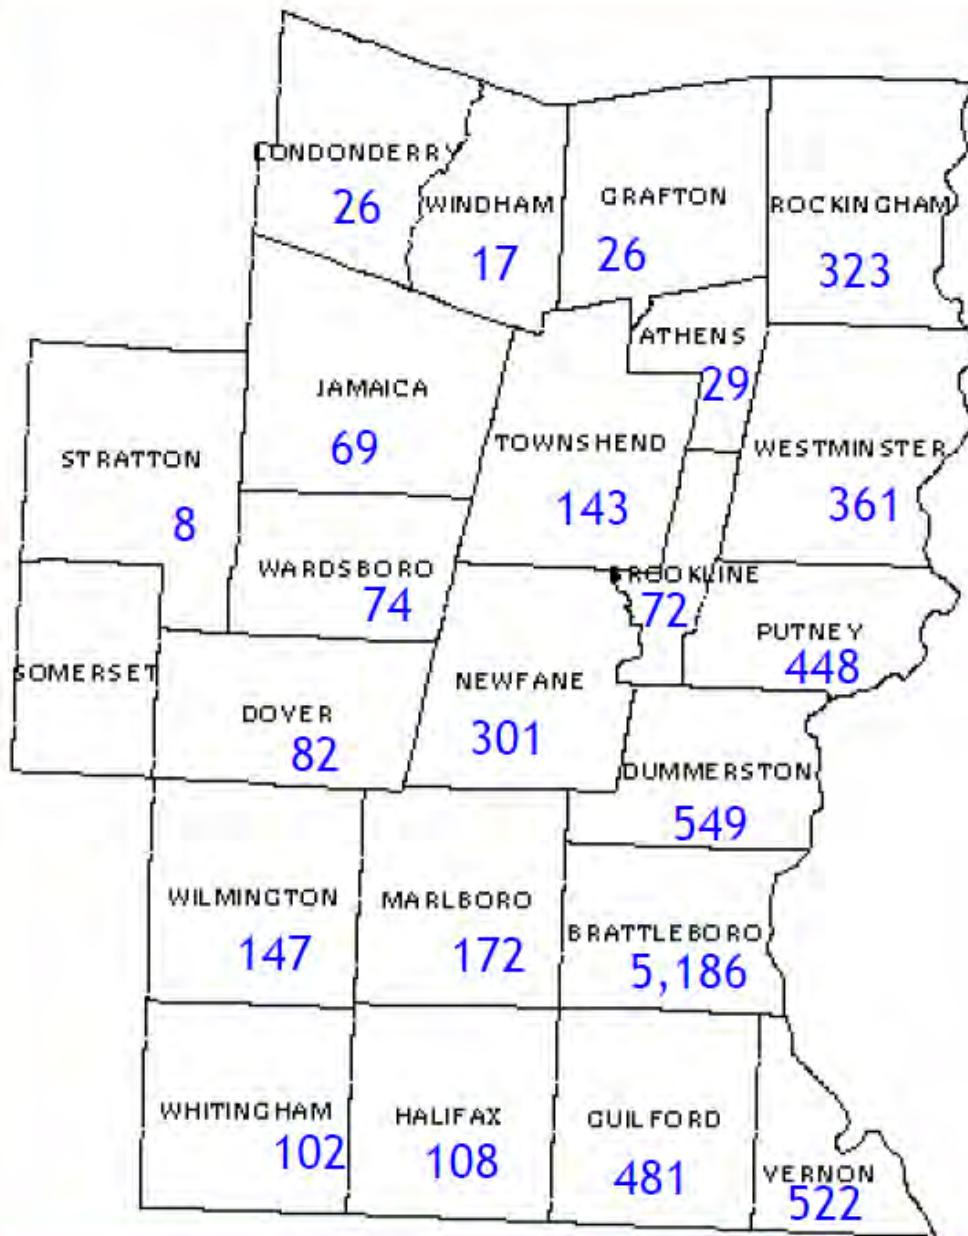 LONDONDERRY
26
WINDHAM
17
GRAFTON
26
ROCKINGHAM
323
ATHENS
29
JAMAICA
69
STRATTON
8
TOWNSHEND
143
WESTMINSTER
361
WARDSBORO
74
BROOKLINE
72
PUTNEY
448
SOMERSET
DOVER
82
NEWFANE
301
DUMMERSTON
549
WILMINGTON
147
MARLBORO
172
BRATTLEBORO
5,186
WHITINGHAM
102
HALIFAX
108
GUILFORD
481
VERNON
522